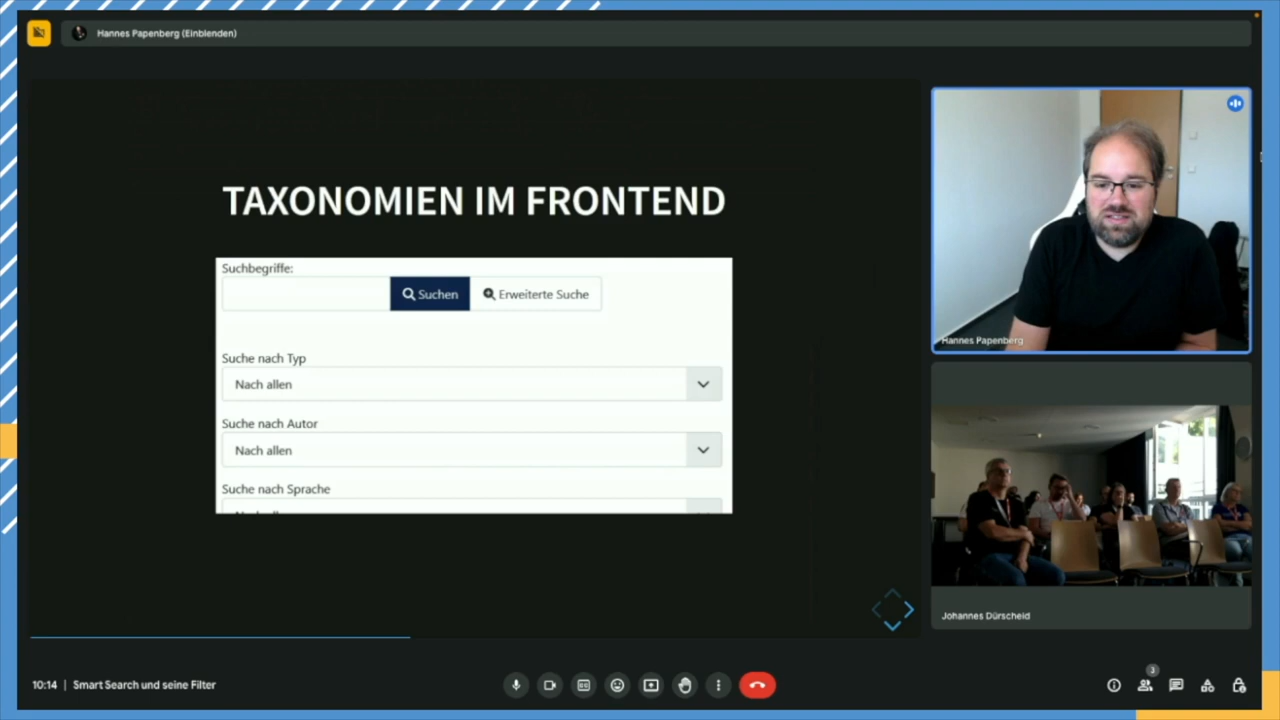 Hannes Papenberg (Einblenden)
TAXONOMIEN IM FRONTEND
Suchbegriffe:
Suchen
Erweiterte Suche
Suche nach Typ
Nach allen
Suche nach Autor
Nach allen
Suche nach Sprache
Hannes Papenberg
Johannes Dürscheid
10:14 | Smart Search und seine Filter
3